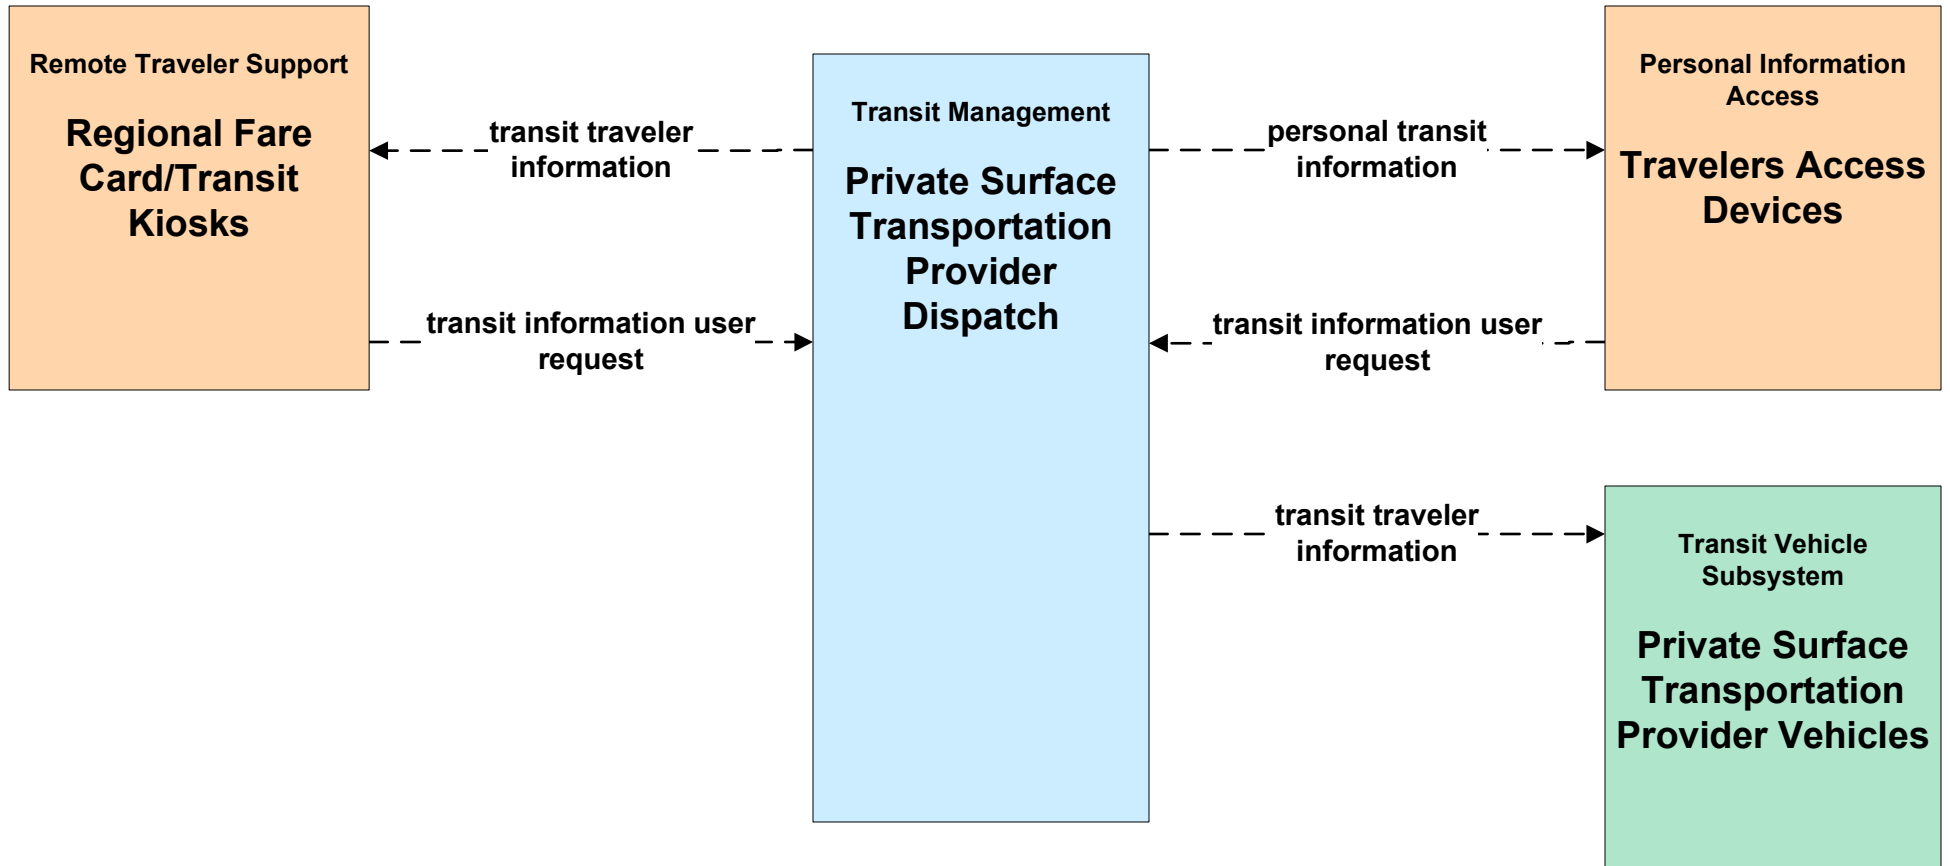 Remote Traveler Support
Regional Fare
Card/Transit
Kiosks
transit traveler
information
transit information user
request
Transit Management
Private Surface
Transportation
Provider
Dispatch
personal transit
information
transit information user
request
transit traveler
information
Personal Information
Access
Travelers Access
Devices
Transit Vehicle
Subsystem
Private Surface
Transportation
Provider Vehicles